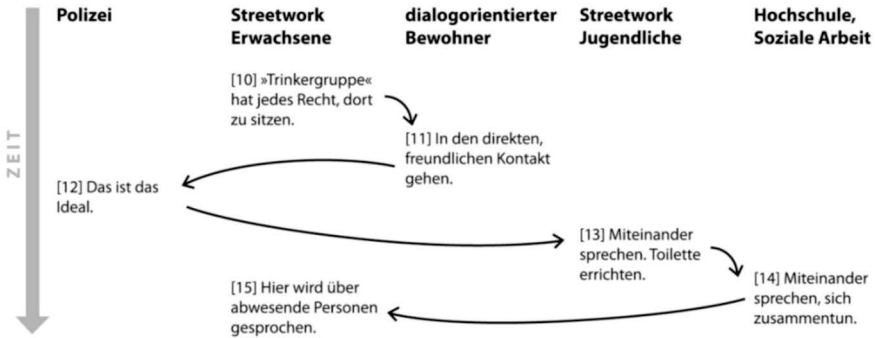 Polizei
Streetwork
Erwachsene
dialogorientierter
Bewohner
Streetwork
Jugendliche
Hochschule,
Soziale Arbeit
ZEIT
[10] »Trinkergruppe«
hat jedes Recht, dort
zu sitzen.
[11] In den direkten,
freundlichen Kontakt
gehen.
[12] Das ist das
Ideal.
[13] Miteinander
sprechen. Toilette
errichten.
[14] Miteinander
sprechen, sich
zusammentun.
[15] Hier wird über
abwesende Personen
gesprochen.